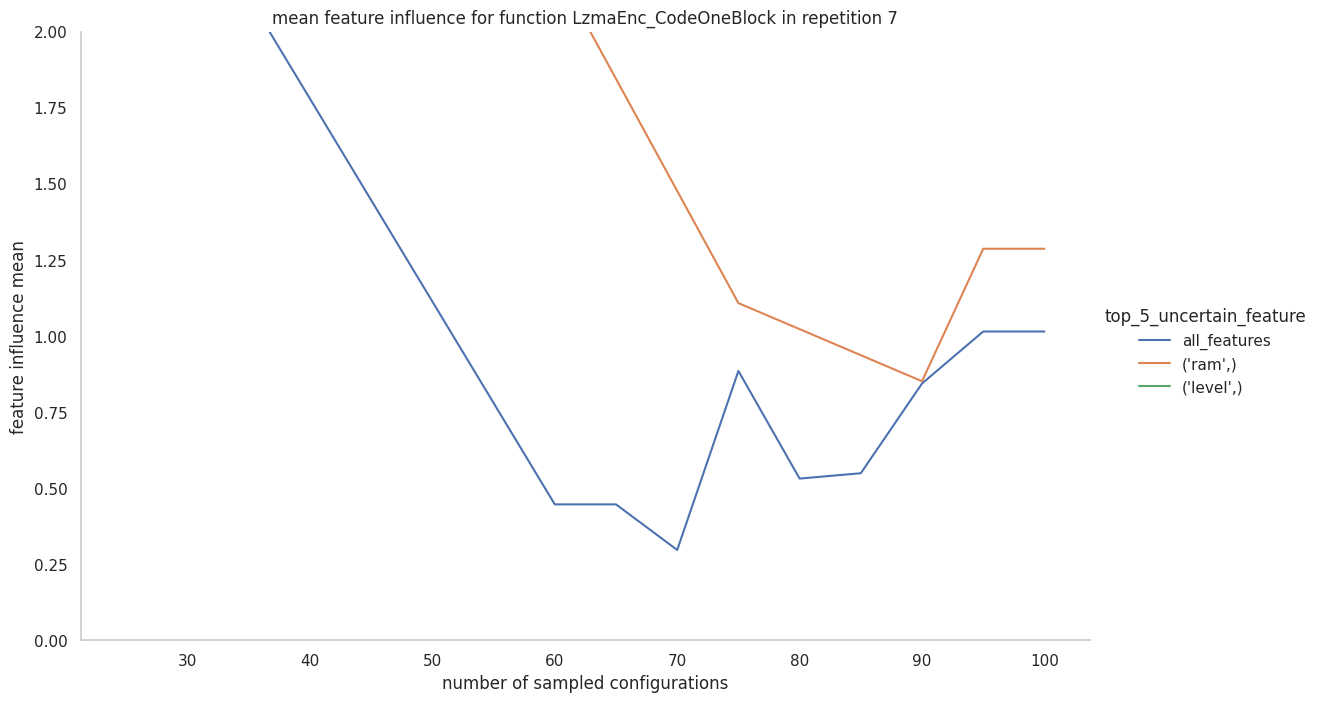 mean feature influence for function LzmaEnc_CodeOneBlock in repetition 7
2.00
1.75
1.50
1.25
1.00
0.75
0.50
0.25
0.00
feature influence mean
30 40 50 60 70 80 90 100
number of sampled configurations
top_5_uncertain_feature
all_features
('ram',)
('level',)